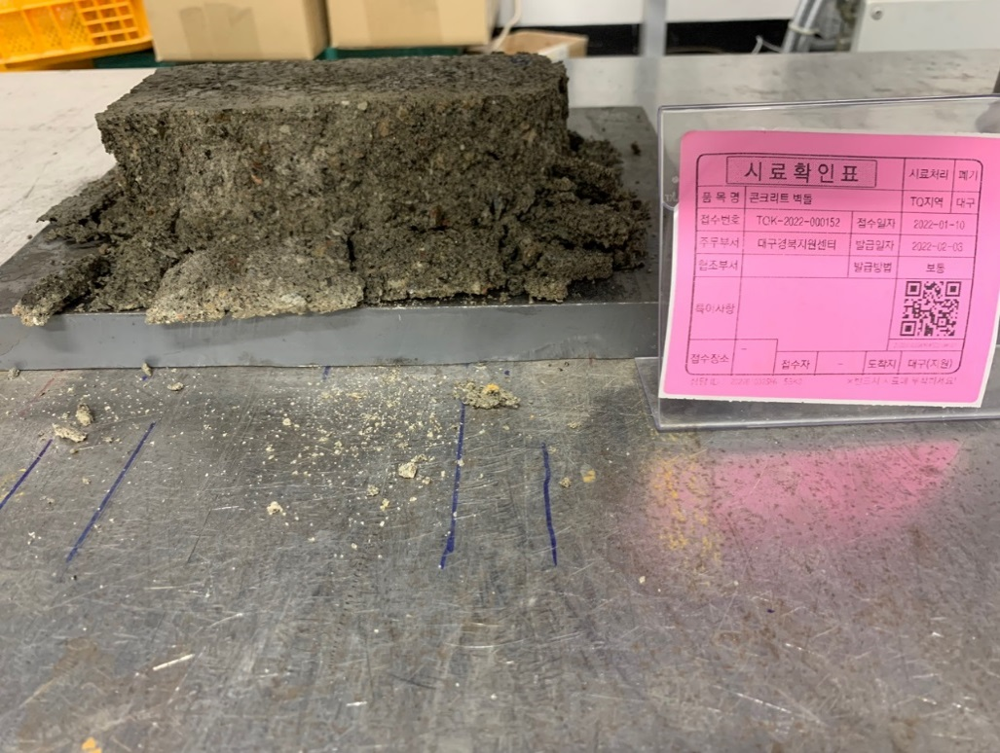 시료확인표 시료처리 폐기
품목명 콘크리트 벽돌 TQ지역 대구
접수번호 TOK-2022-000152 접수일자 2022-01-10
주무부서 대구경북지원센터 발급일자 2022-02-03
협조부서 발급방법 보통
특이사항
접수장소 - 접수자 - 도착지 대구(지원)